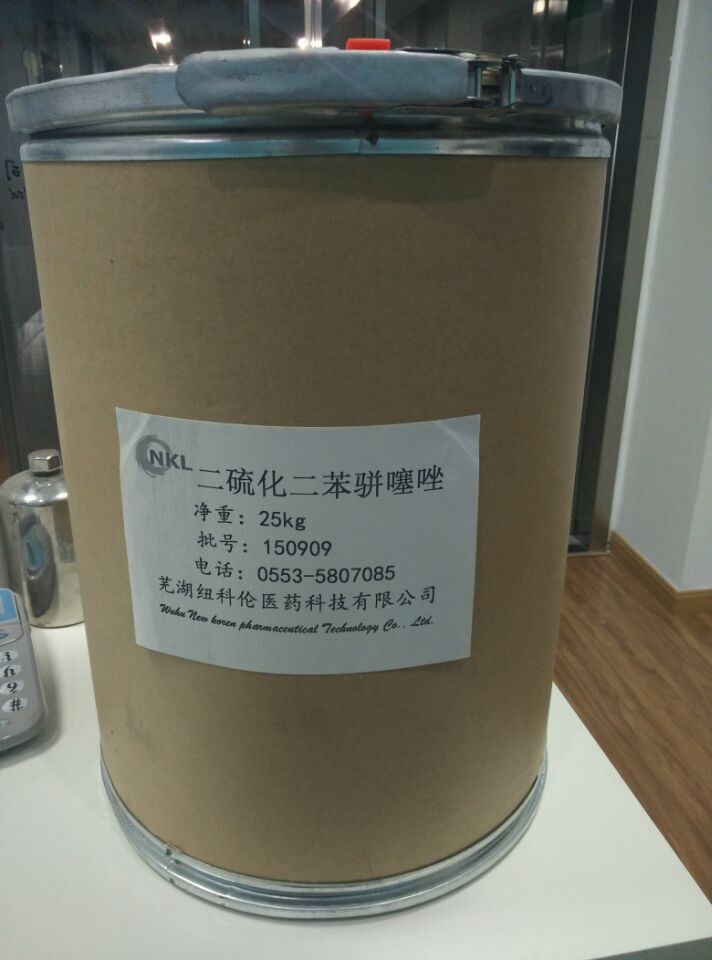 NKL
二硫化二苯骈噻唑
净重：25kg
批号：150909
电话：0553-5807085
芜湖纽科伦医药科技有限公司
Wuhu New koren pharmaceutical Technology Co., Ltd.
6
#